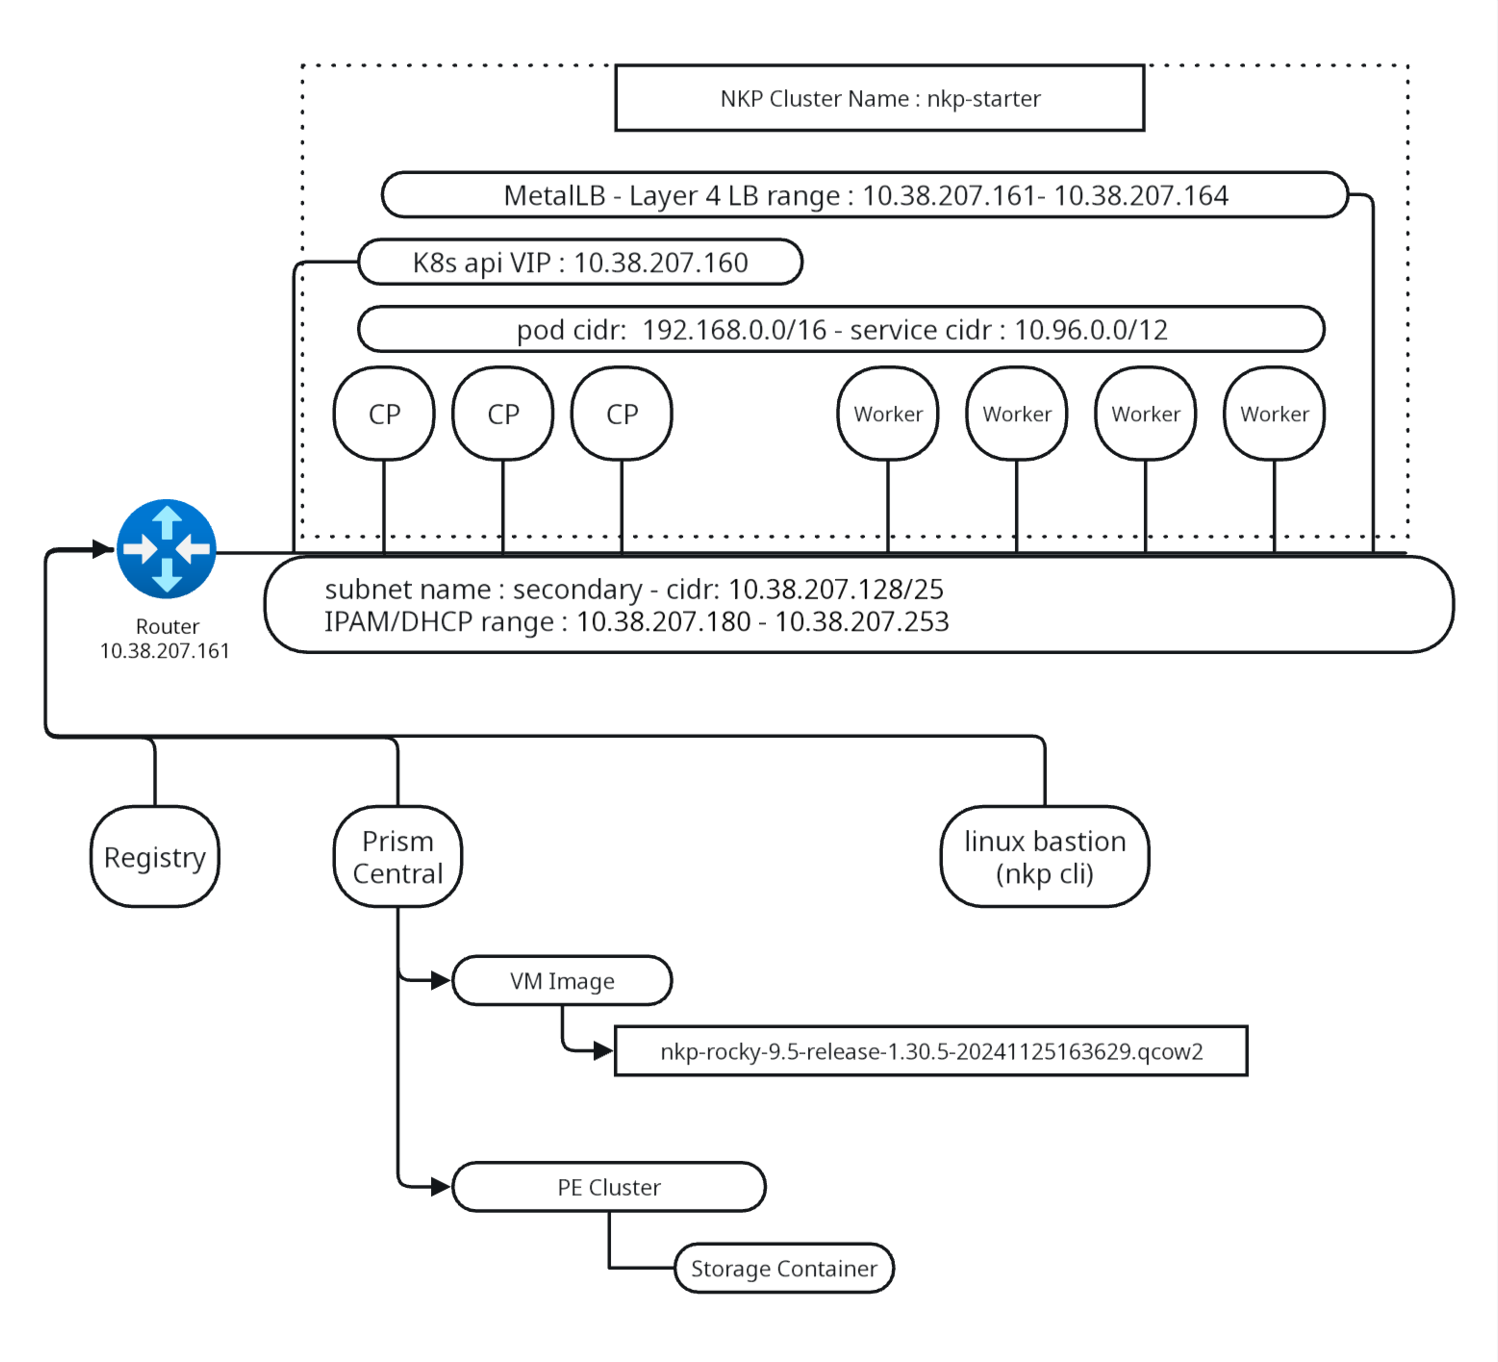 NKP Cluster Name : nkp-starter
MetalLB - Layer 4 LB range : 10.38.207.161- 10.38.207.164
K8s api VIP : 10.38.207.160
pod cidr:  192.168.0.0/16 - service cidr : 10.96.0.0/12
CP
CP
CP
Worker
Worker
Worker
Worker
subnet name : secondary - cidr: 10.38.207.128/25
IPAM/DHCP range : 10.38.207.180 - 10.38.207.253
Router
10.38.207.161
Registry
Prism
Central
linux bastion
(nkp cli)
VM Image
nkp-rocky-9.5-release-1.30.5-20241125163629.qcow2
PE Cluster
Storage Container